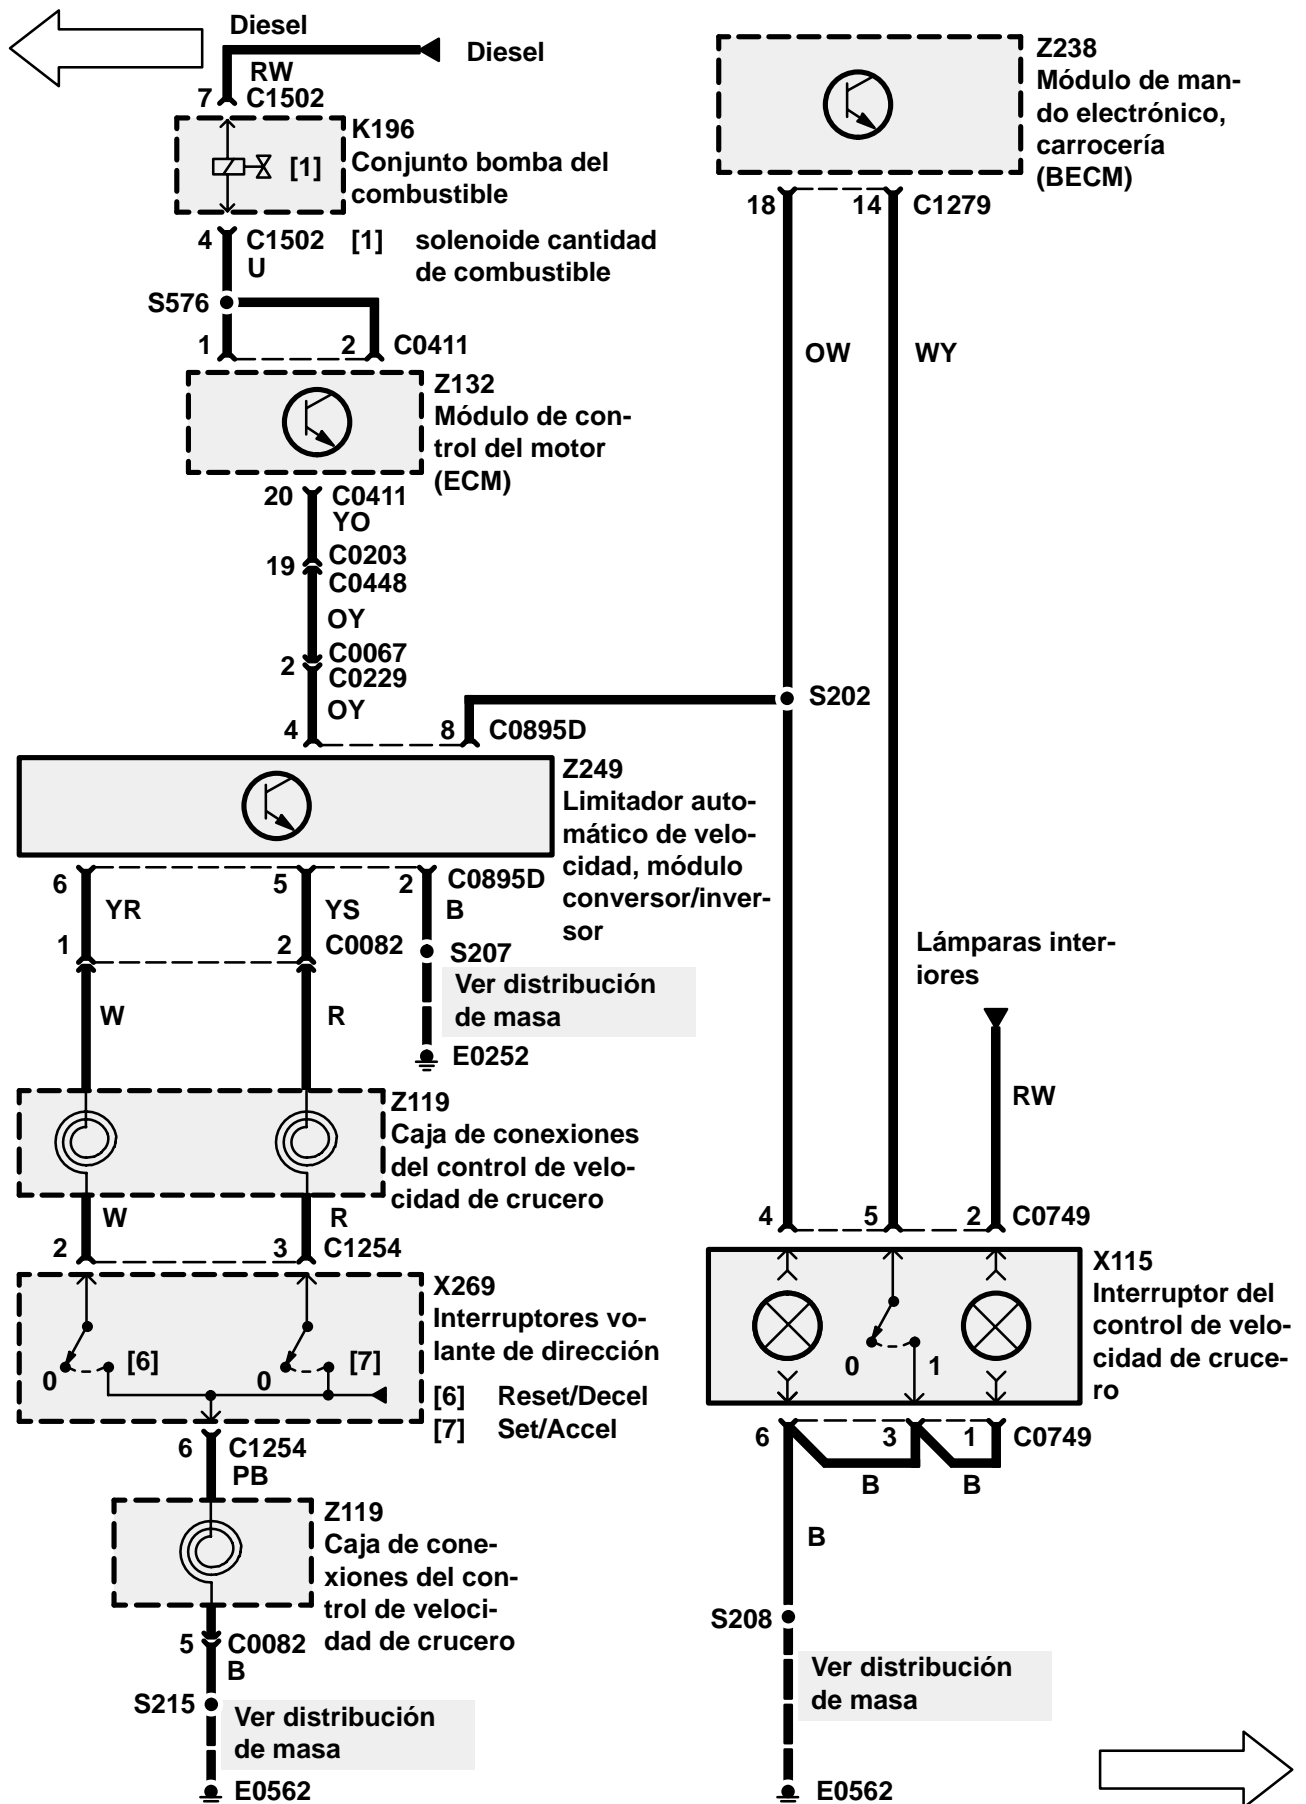 Diesel
Diesel
RW
7 C1502
K196
Conjunto bomba del
combustible
[1]
4 C1502
U
[1] solenoide cantidad
de combustible
S576
1 2 C0411
Z132
Módulo de con-
trol del motor
(ECM)
20 C0411
YO
19 C0203
C0448
OY
2 C0067
C0229
OY
4 8 C0895D
Z249
Limitador auto-
mático de velo-
cidad, módulo
conversor/inver-
sor
6 5 2 C0895D
YR YS B
1 2 C0082
S207
Ver distribución
de masa
W R
E0252
Z119
Caja de conexiones
del control de velo-
cidad de crucero
W R
2 3 C1254
X269
Interruptores vo-
lante de dirección
[6] Reset/Decel
[7] Set/Accel
0 [6] 0 [7]
6 C1254
PB
Z119
Caja de cone-
xiones del con-
trol de veloci-
dad de crucero
5 C0082
B
S215
Ver distribución
de masa
E0562
Z238
Módulo de man-
do electrónico,
carrocería
(BECM)
18 14 C1279
OW WY
S202
Lámparas inter-
iores
RW
4 5 2 C0749
X115
Interruptor del
control de velo-
cidad de cruce-
ro
0 1
6 3 1 C0749
B B
B
S208
Ver distribución
de masa
E0562